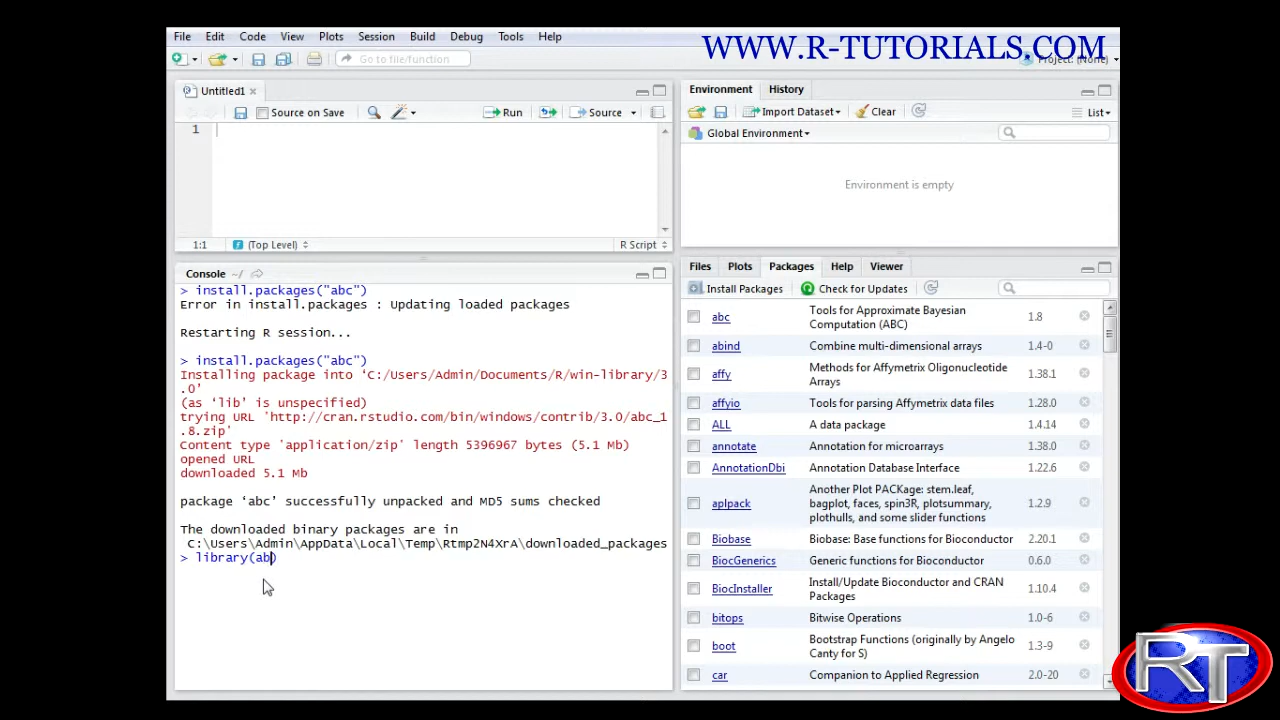 WWW.R-TUTORIALS.COM
File Edit Code View Plots Session Build Debug Tools Help
Go to file/function
Project: (None)
Untitled1
Source on Save Run Source
1
1:1 (Top Level) R Script
Environment History
Import Dataset Clear List
Global Environment
Environment is empty
Console ~/
> install.packages("abc")
Error in install.packages : Updating loaded packages
Restarting R session...
> install.packages("abc")
Installing package into ‘C:/Users/Admin/Documents/R/win-library/3
.0’
(as ‘lib’ is unspecified)
trying URL 'http://cran.rstudio.com/bin/windows/contrib/3.0/abc_1
.8.zip'
Content type 'application/zip' length 5396967 bytes (5.1 Mb)
opened URL
downloaded 5.1 Mb
package ‘abc’ successfully unpacked and MD5 sums checked
The downloaded binary packages are in
C:\Users\Admin\AppData\Local\Temp\Rtmp2N4XrA\downloaded_packages
> library(ab)
Files Plots Packages Help Viewer
Install Packages Check for Updates
abc Tools for Approximate Bayesian 1.8
Computation (ABC)
abind Combine multi-dimensional arrays 1.4-0
affy Methods for Affymetrix Oligonucleotide 1.38.1
Arrays
affyio Tools for parsing Affymetrix data files 1.28.0
ALL A data package 1.4.14
annotate Annotation for microarrays 1.38.0
AnnotationDbi Annotation Database Interface 1.22.6
aplpack Another Plot PACKage: stem.leaf, 1.2.9
bagplot, faces, spin3R, plotsummary,
plothulls, and some slider functions
Biobase Biobase: Base functions for Bioconductor 2.20.1
BiocGenerics Generic functions for Bioconductor 0.6.0
BiocInstaller Install/Update Bioconductor and CRAN 1.10.4
Packages
bitops Bitwise Operations 1.0-6
boot Bootstrap Functions (originally by Angelo 1.3-9
Canty for S)
car Companion to Applied Regression 2.0-20
RT